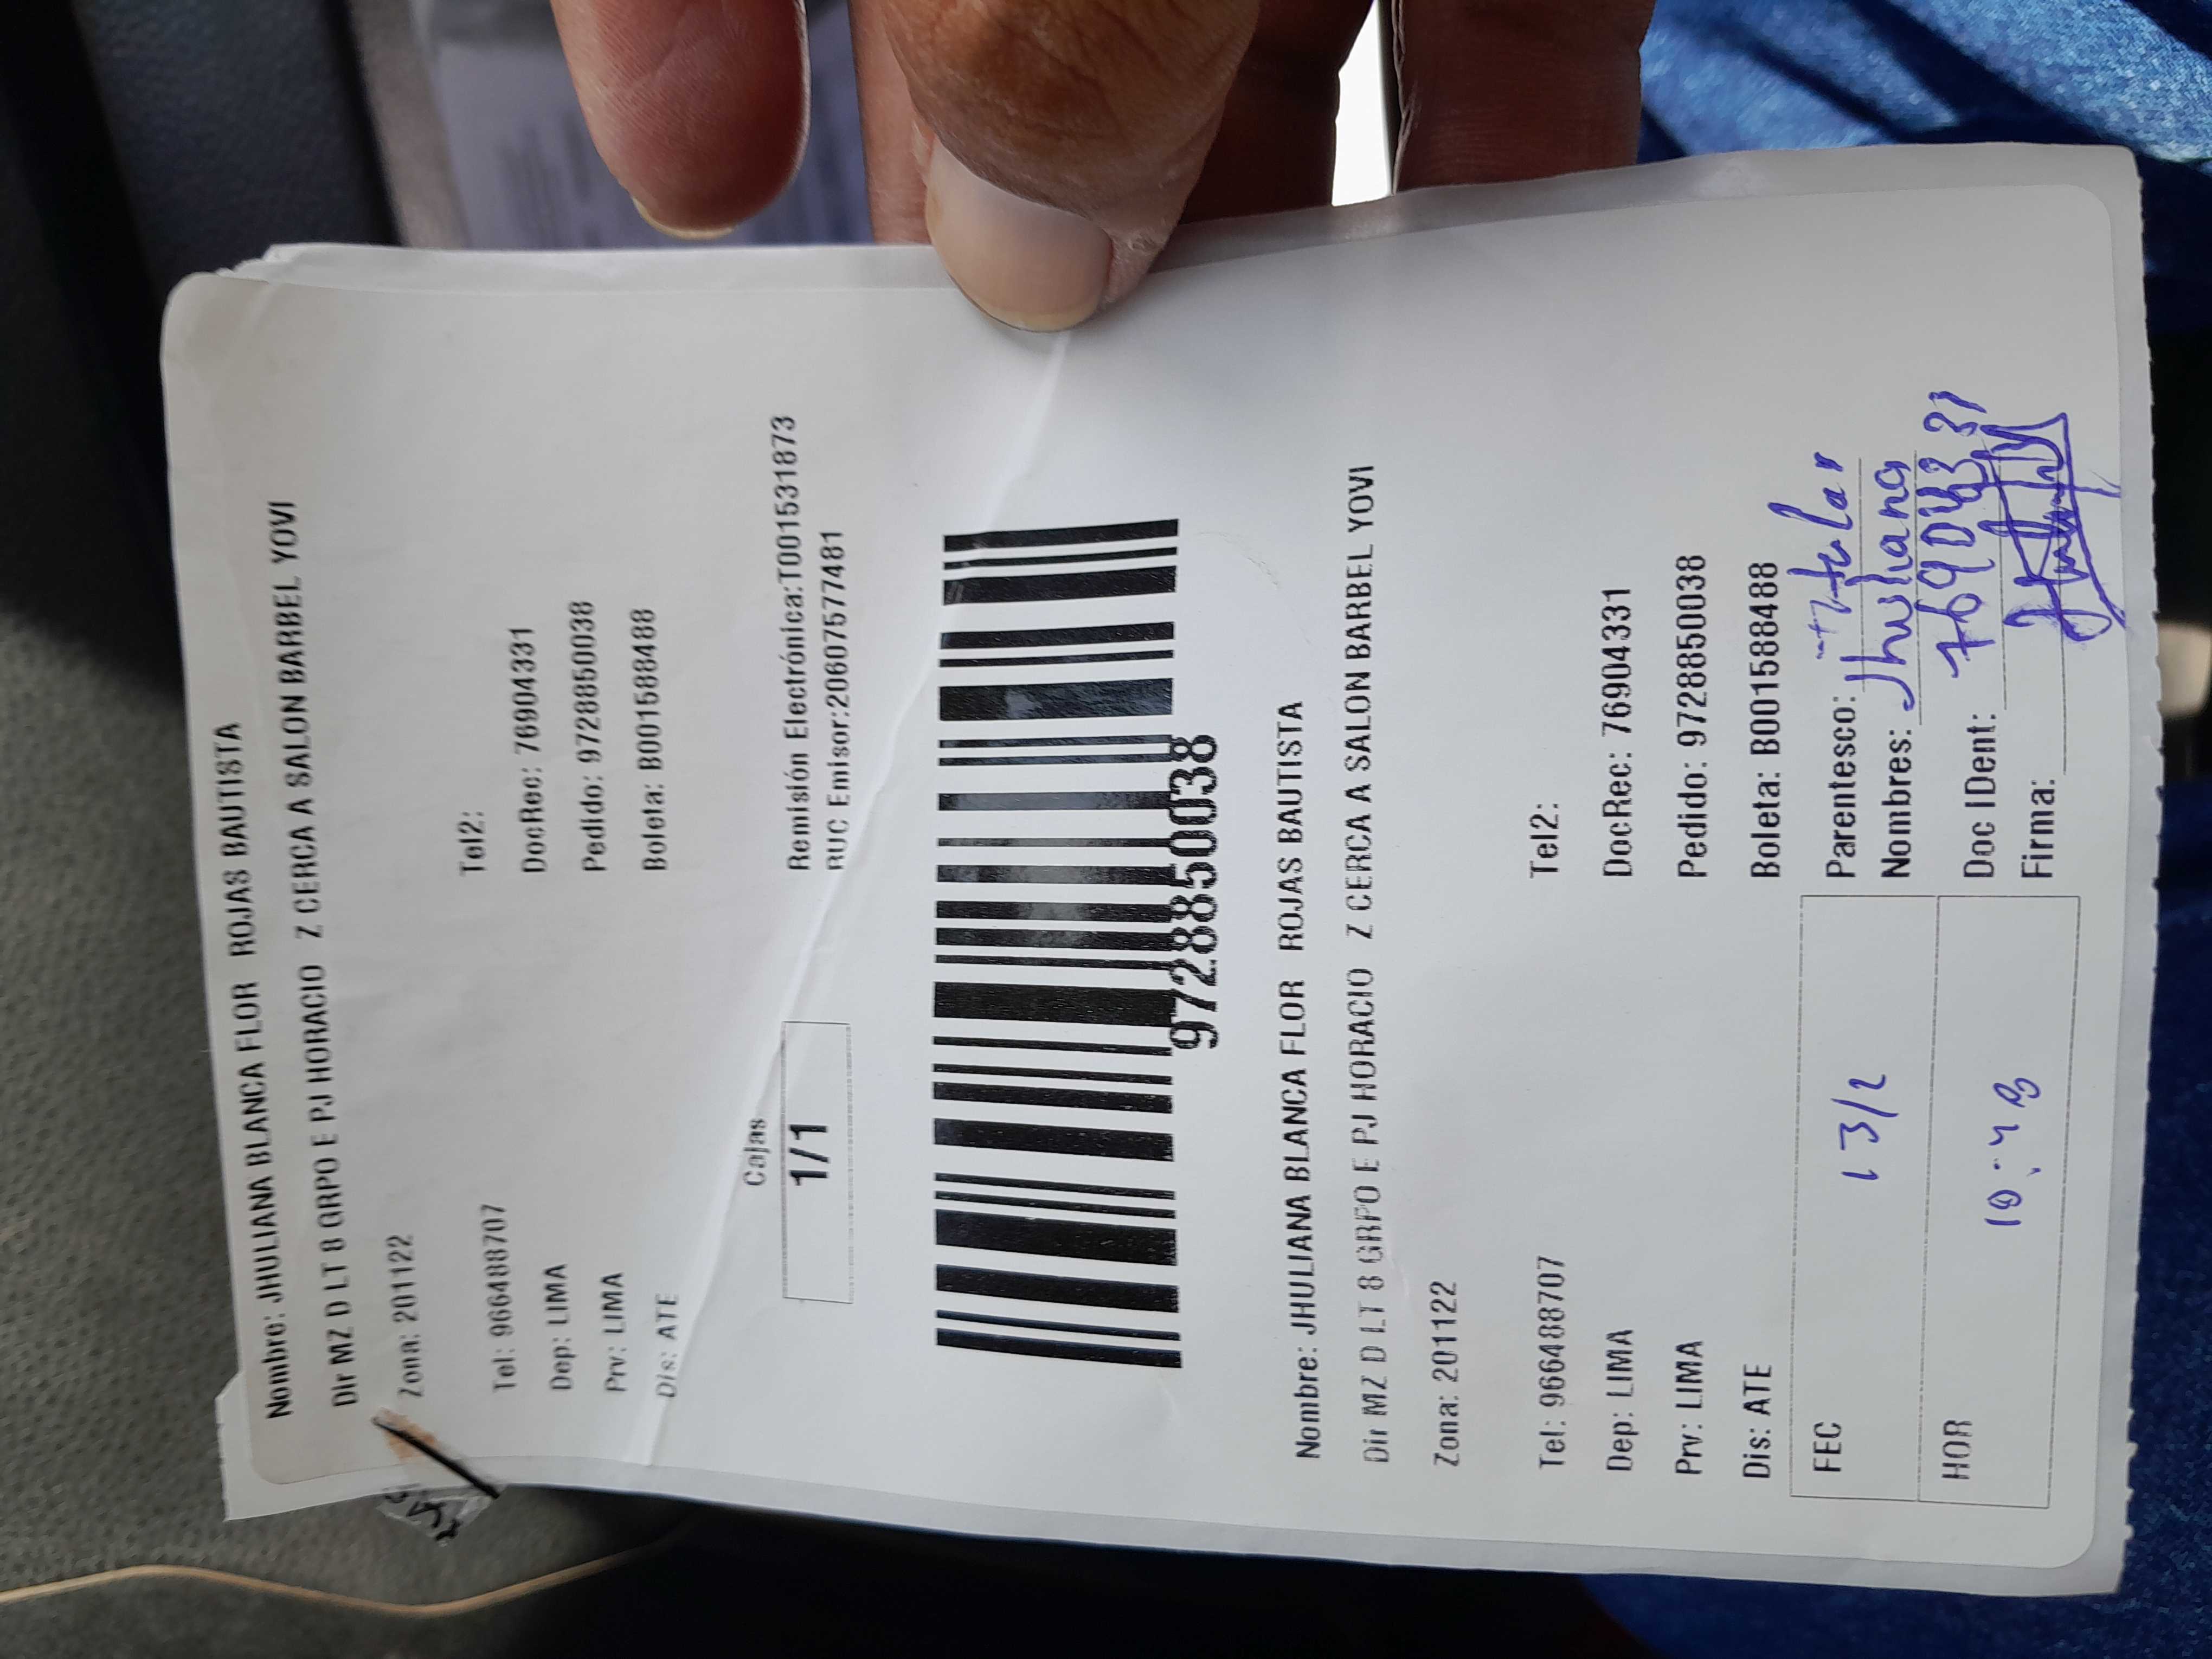 Nombre: JHULIANA BLANCA FLOR ROJAS BAUTISTA
Dir MZ D LT 8 GRPO E PJ HORACIO Z CERCA A SALON BARBEL YOVI
Zona: 201122
Tel: 966488707 Tel2:
Dep: LIMA DocRec: 76904331
Prv: LIMA Pedido: 9728850038
Dis: ATE Boleta: B001588488
Cajas
1/1
Remisión Electrónica:T001531873
RUC Emisor:20607577481
9728850038
Nombre: JHULIANA BLANCA FLOR ROJAS BAUTISTA
Dir MZ D LT 8 GRPO E PJ HORACIO Z CERCA A SALON BARBEL YOVI
Zona: 201122
Tel: 966488707 Tel2:
Dep: LIMA DocRec: 76904331
Prv: LIMA Pedido: 9728850038
Dis: ATE Boleta: B001588488
FEC 13/2
HOR
Parentesco: Titular
Nombres: Jhuliana
Doc IDent:
Firma: